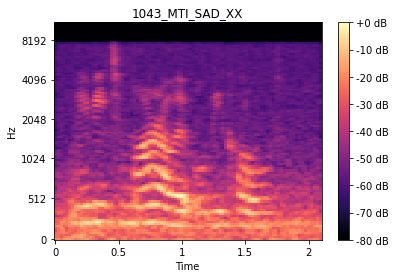 1043_MTI_SAD_XX
8192
4096
2048
1024
512
0
Hz
0
0.5
1
1.5
2
Time
+0 dB
-10 dB
-20 dB
-30 dB
-40 dB
-50 dB
-60 dB
-70 dB
-80 dB